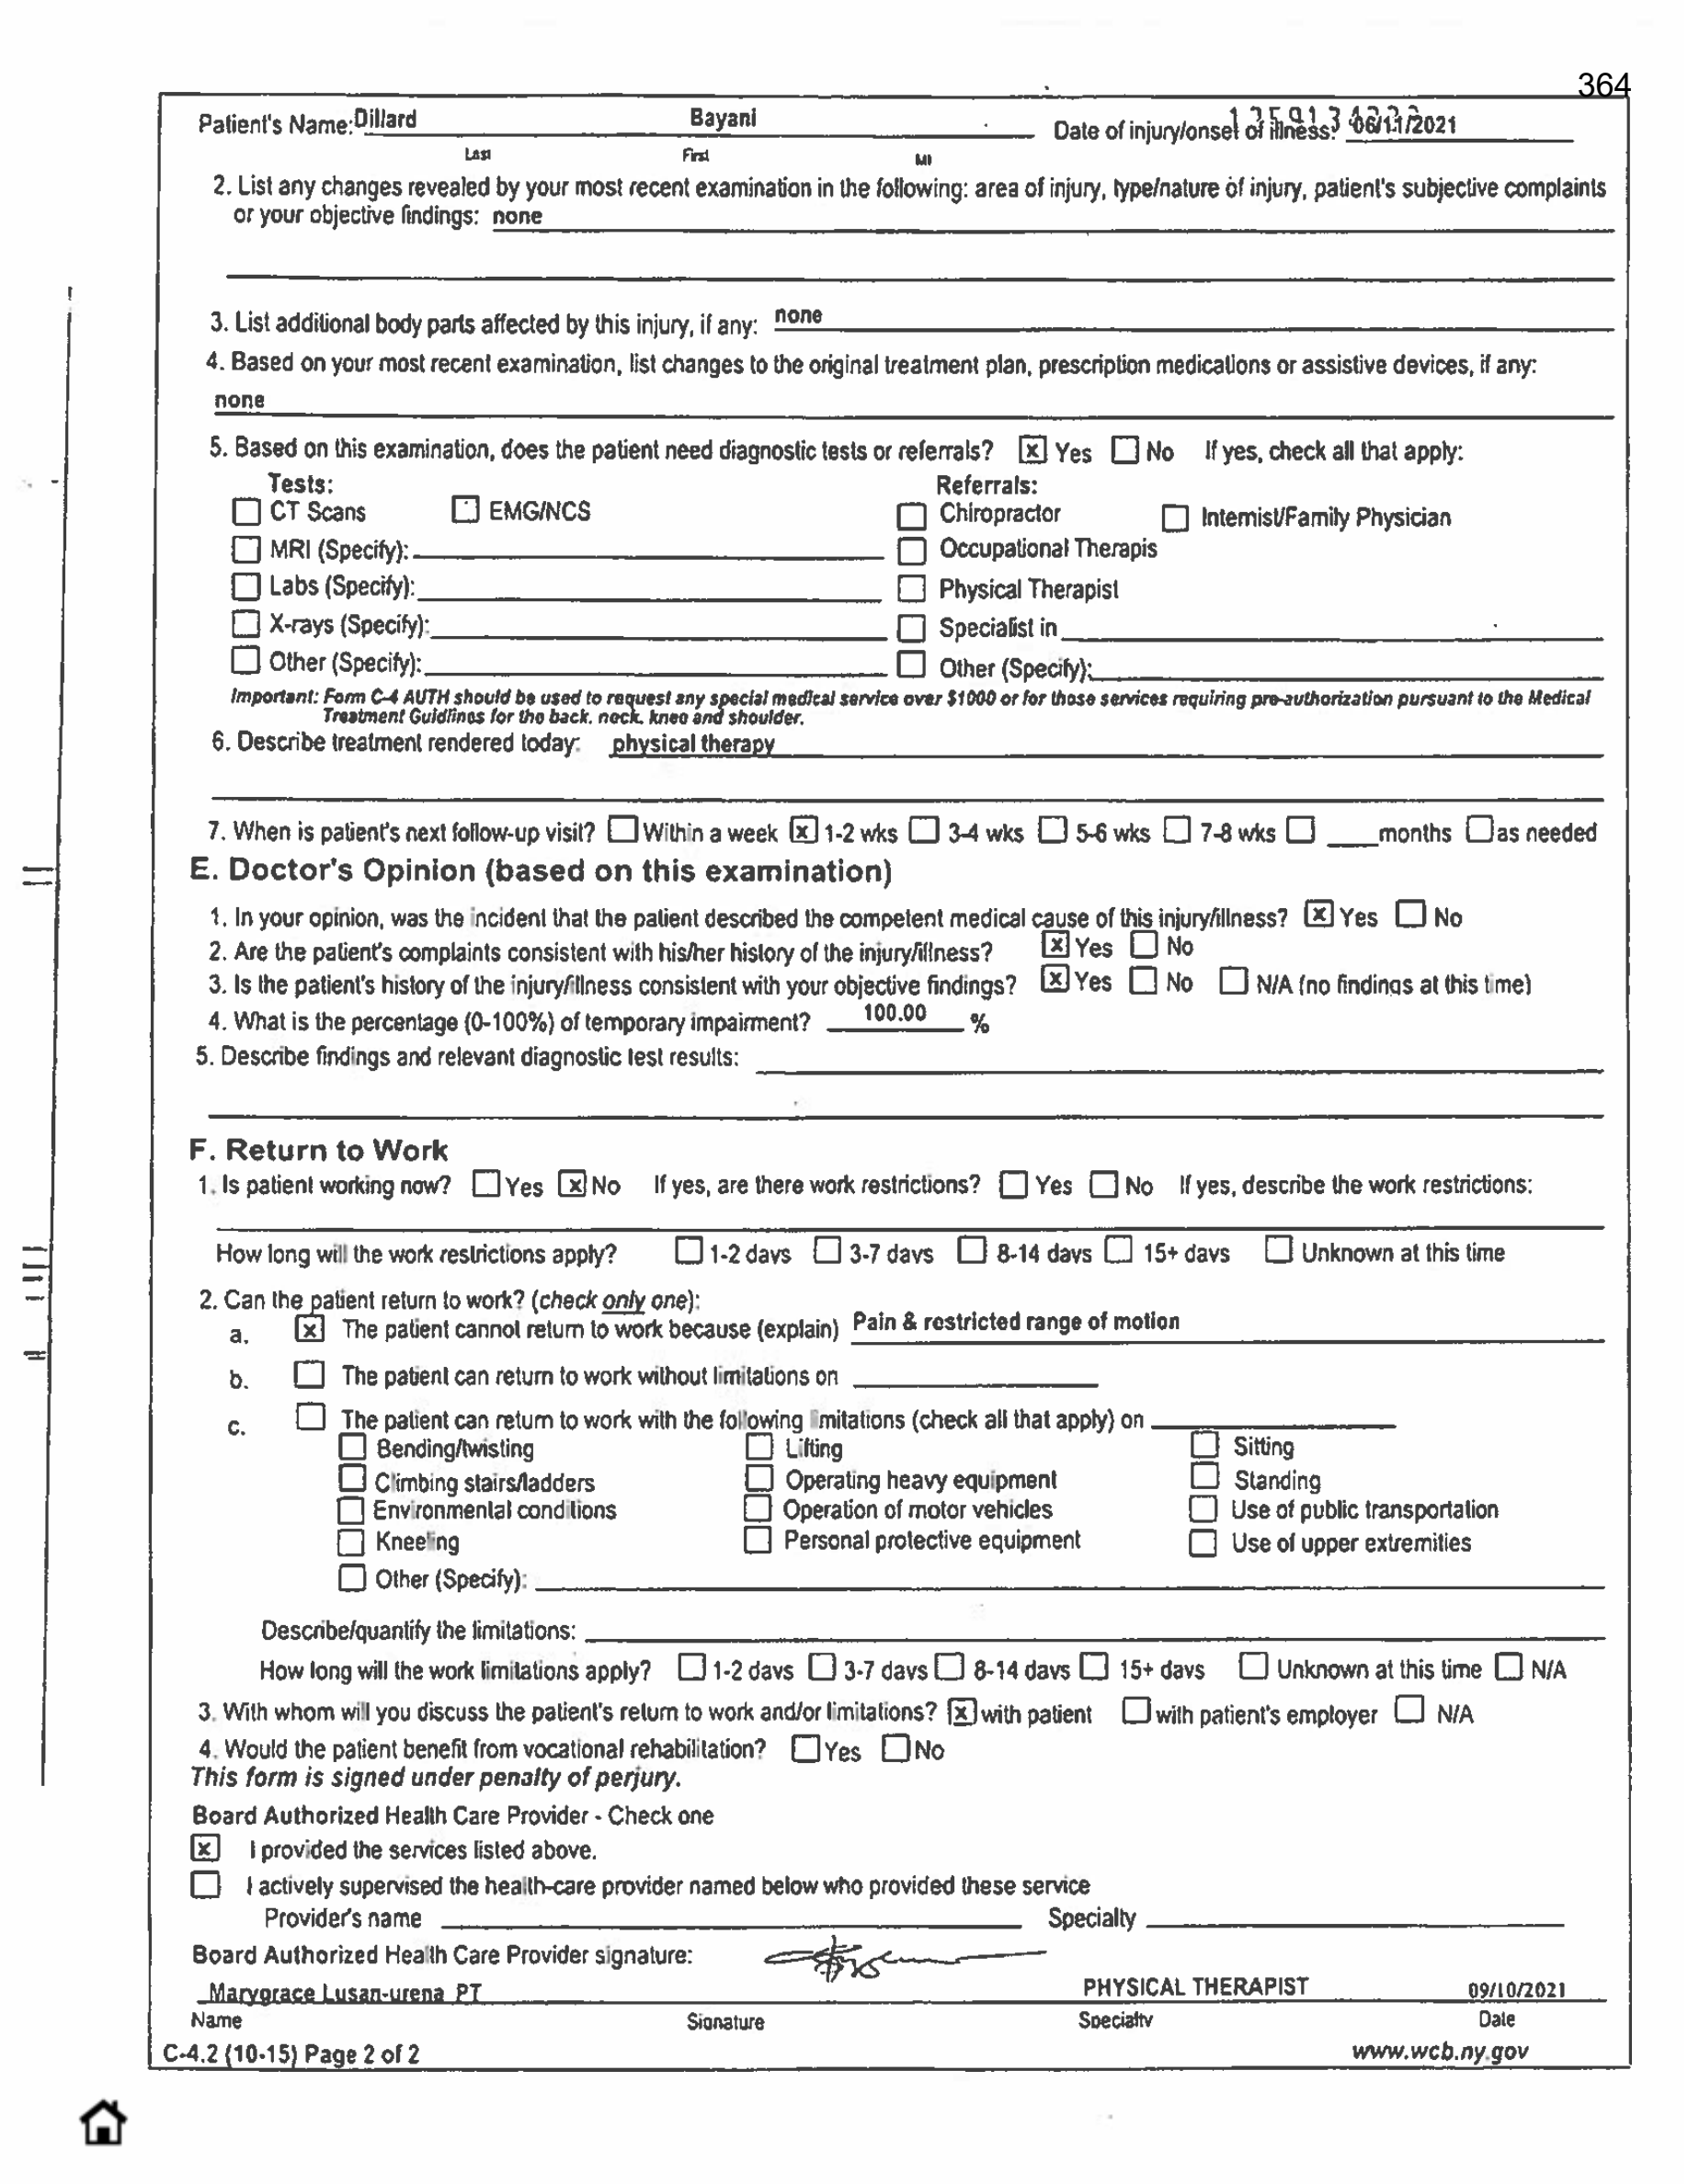 364
Patient's Name: Dillard Bayani Date of injury/onset of illness? 06/11/2021
Last First MI
2. List any changes revealed by your most recent examination in the following: area of injury, type/nature of injury, patient's subjective complaints
or your objective findings: none
3. List additional body parts affected by this injury, if any: none
4. Based on your most recent examination, list changes to the original treatment plan, prescription medications or assistive devices, if any:
none
5. Based on this examination, does the patient need diagnostic tests or referrals? [x] Yes [ ] No If yes, check all that apply:
Tests: Referrals:
CT Scans EMG/NCS Chiropractor Internist/Family Physician
MRI (Specify): Occupational Therapis
Labs (Specify): Physical Therapist
X-rays (Specify): Specialist in
Other (Specify): Other (Specify):
Important: Form C-4 AUTH should be used to request any special medical service over $1000 or for those services requiring pre-authorization pursuant to the Medical
Treatment Guidlines for the back, neck, knee and shoulder.
6. Describe treatment rendered today: physical therapy
7. When is patient's next follow-up visit? [ ] Within a week [x] 1-2 wks [ ] 3-4 wks [ ] 5-6 wks [ ] 7-8 wks [ ] ____months [ ] as needed
E. Doctor's Opinion (based on this examination)
1. In your opinion, was the incident that the patient described the competent medical cause of this injury/illness? [x] Yes [ ] No
2. Are the patient's complaints consistent with his/her history of the injury/illness? [x] Yes [ ] No
3. Is the patient's history of the injury/illness consistent with your objective findings? [x] Yes [ ] No [ ] N/A (no findings at this time)
4. What is the percentage (0-100%) of temporary impairment? 100.00 %
5. Describe findings and relevant diagnostic test results:
F. Return to Work
1. Is patient working now? [ ] Yes [x] No If yes, are there work restrictions? [ ] Yes [ ] No If yes, describe the work restrictions:
How long will the work restrictions apply? [ ] 1-2 days [ ] 3-7 days [ ] 8-14 days [ ] 15+ days [ ] Unknown at this time
2. Can the patient return to work? (check only one):
a. [x] The patient cannot return to work because (explain) Pain & restricted range of motion
b. [ ] The patient can return to work without limitations on
c. [ ] The patient can return to work with the following limitations (check all that apply) on
Bending/twisting Lifting Sitting
Climbing stairs/ladders Operating heavy equipment Standing
Environmental conditions Operation of motor vehicles Use of public transportation
Kneeling Personal protective equipment Use of upper extremities
Other (Specify):
Describe/quantify the limitations:
How long will the work limitations apply? [ ] 1-2 days [ ] 3-7 days [ ] 8-14 days [ ] 15+ days [ ] Unknown at this time [ ] N/A
3. With whom will you discuss the patient's return to work and/or limitations? [x] with patient [ ] with patient's employer [ ] N/A
4. Would the patient benefit from vocational rehabilitation? [ ] Yes [ ] No
This form is signed under penalty of perjury.
Board Authorized Health Care Provider - Check one
[x] I provided the services listed above.
[ ] I actively supervised the health-care provider named below who provided these service
Provider's name Specialty
Board Authorized Health Care Provider signature:
Marygrace Lusan-urena PT PHYSICAL THERAPIST 09/10/2021
Name Signature Specialty Date
C-4.2 (10-15) Page 2 of 2 www.wcb.ny.gov